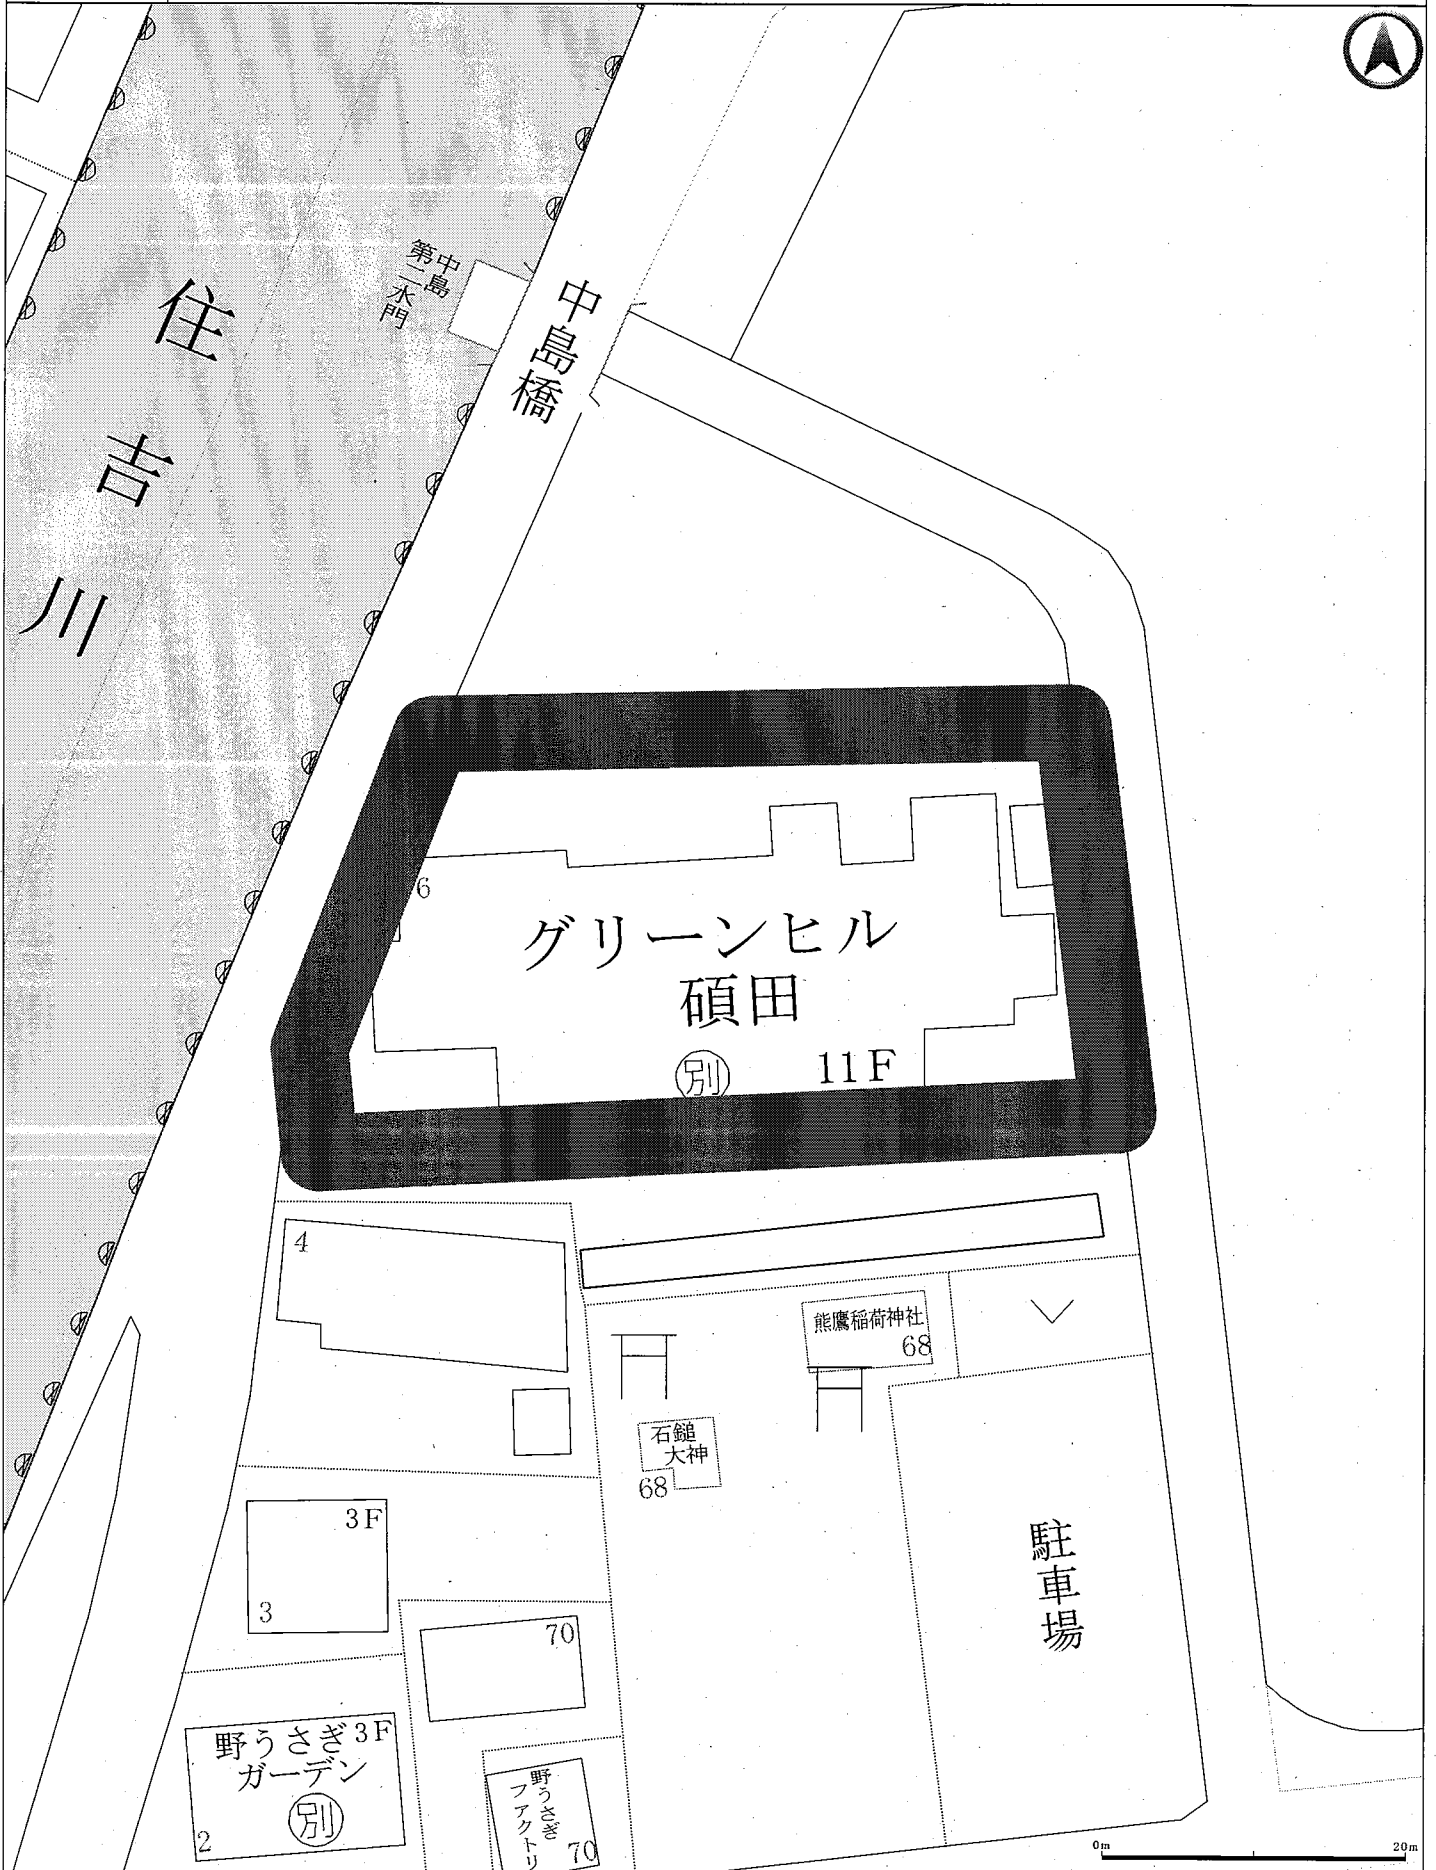 住吉川
中島
第二水門
中島橋
6
グリーンヒル
碩田
別
11F
4
熊鷹稲荷神社
68
石鎚
大神
68
3F
3
70
駐車場
野うさぎ
3F
ガーデン
別
2
野うさぎ
ファクトリ
70
0m
20m